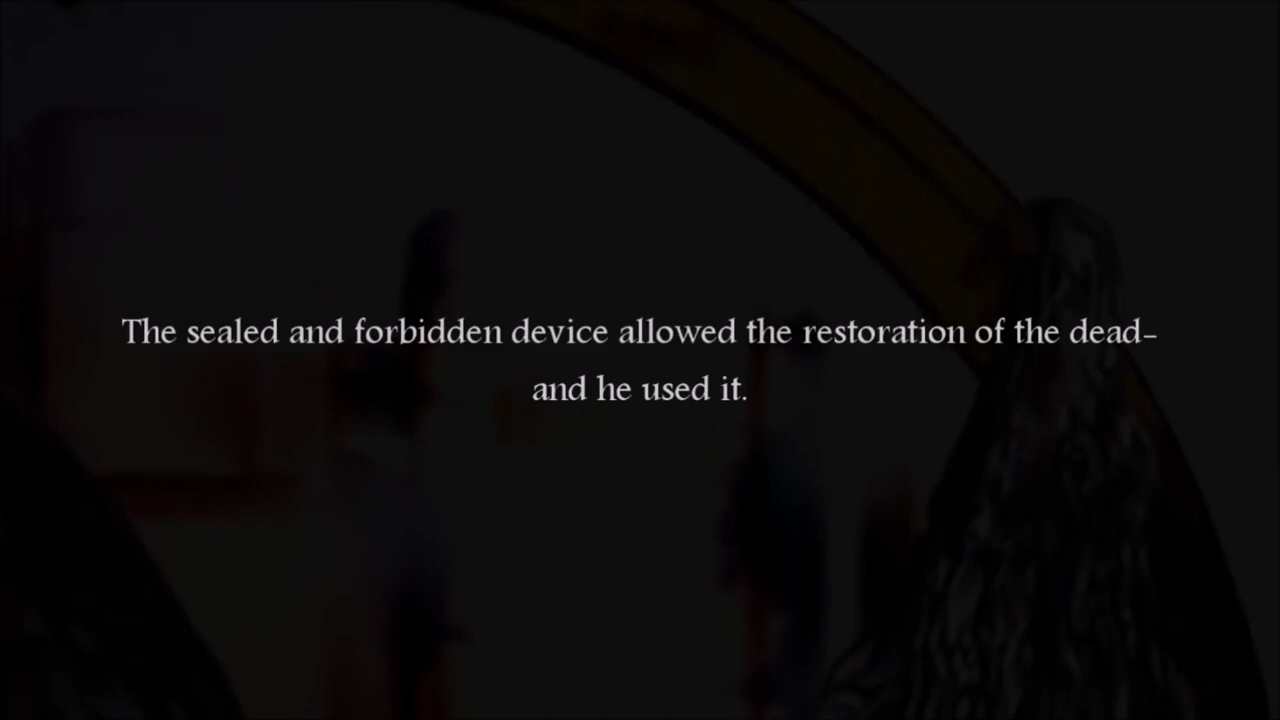 The sealed and forbidden device allowed the restoration of the dead–
and he used it.